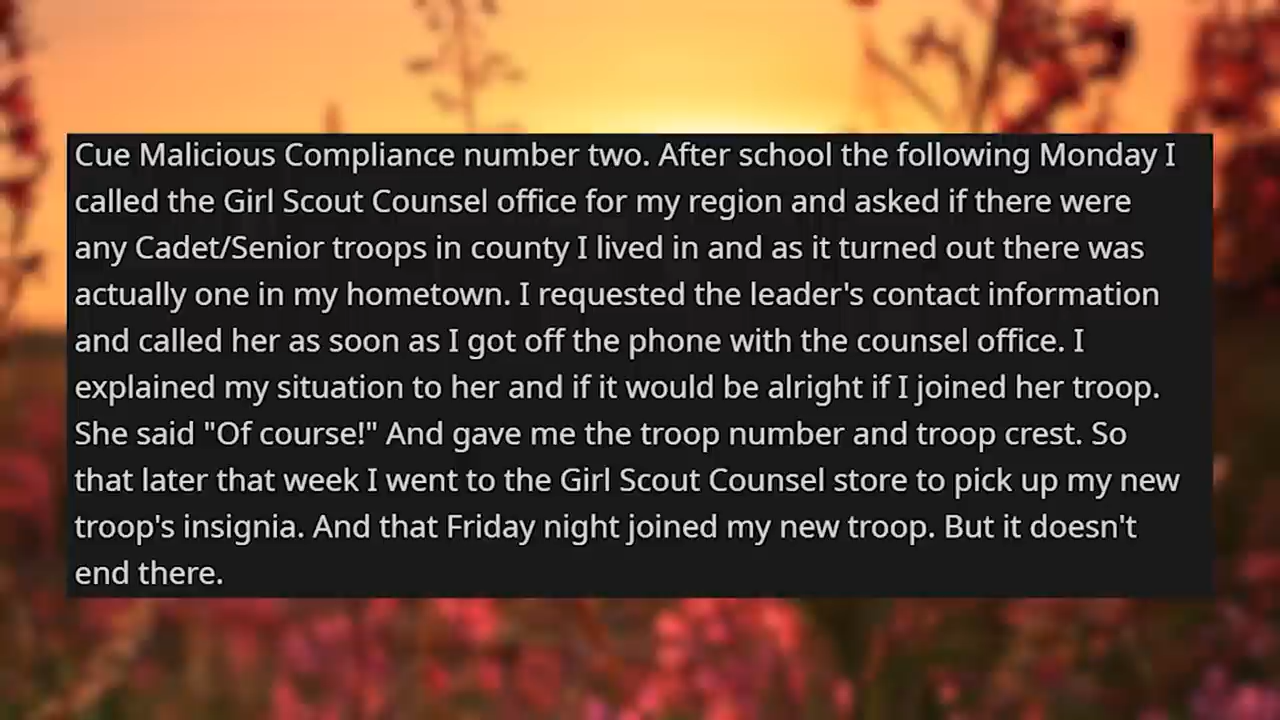 Cue Malicious Compliance number two. After school the following Monday I
called the Girl Scout Counsel office for my region and asked if there were
any Cadet/Senior troops in county I lived in and as it turned out there was
actually one in my hometown. I requested the leader's contact information
and called her as soon as I got off the phone with the counsel office. I
explained my situation to her and if it would be alright if I joined her troop.
She said "Of course!" And gave me the troop number and troop crest. So
that later that week I went to the Girl Scout Counsel store to pick up my new
troop's insignia. And that Friday night joined my new troop. But it doesn't
end there.